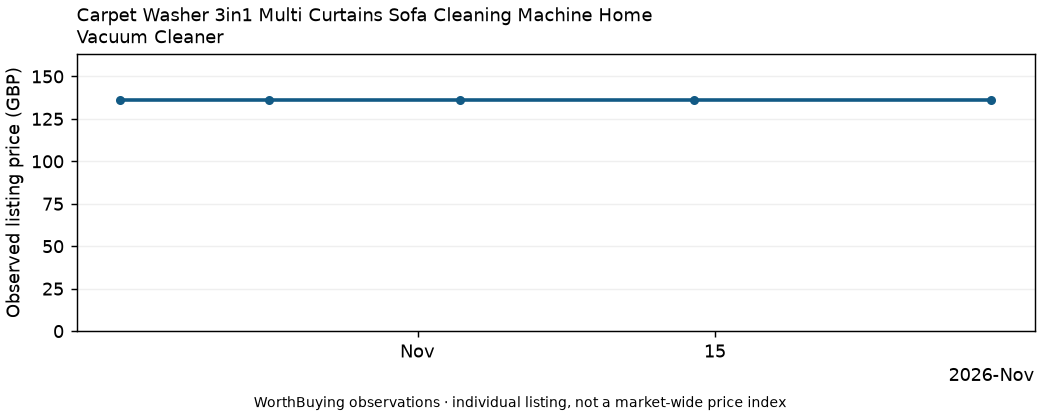 Carpet Washer 3in1 Multi Curtains Sofa Cleaning Machine Home
Vacuum Cleaner
Observed listing price (GBP)
150
125
100
75
50
25
0
Nov
15
2026-Nov
WorthBuying observations · individual listing, not a market-wide price index